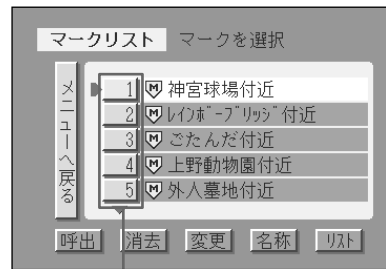 マークリスト マークを選択
メニューへ戻る
1 M 神宮球場付近
2 M レインボーブリッジ付近
3 M ごたんだ付近
4 M 上野動物園付近
5 M 外人墓地付近
呼出 消去 変更 名称 リスト